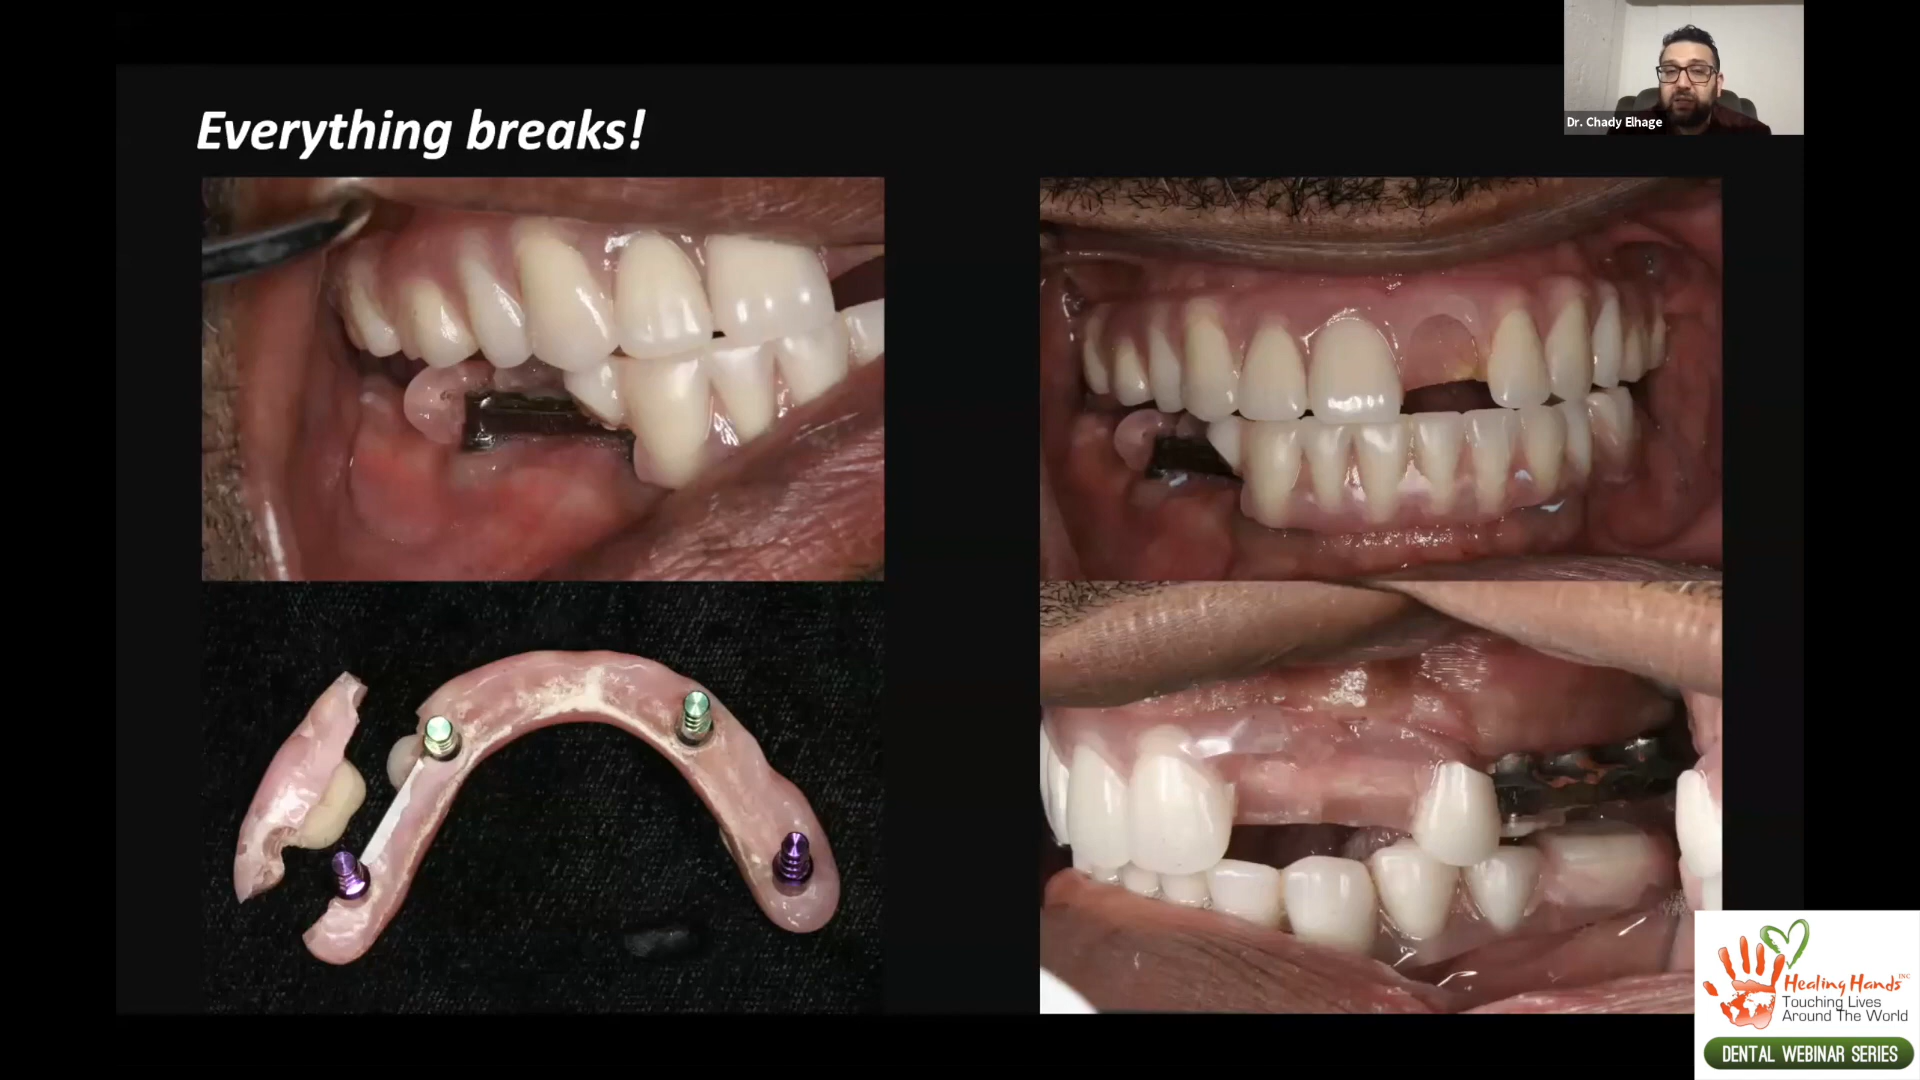 Everything breaks!
Dr. Chady Elhage
Healing Hands INC
Touching Lives
Around The World
DENTAL WEBINAR SERIES